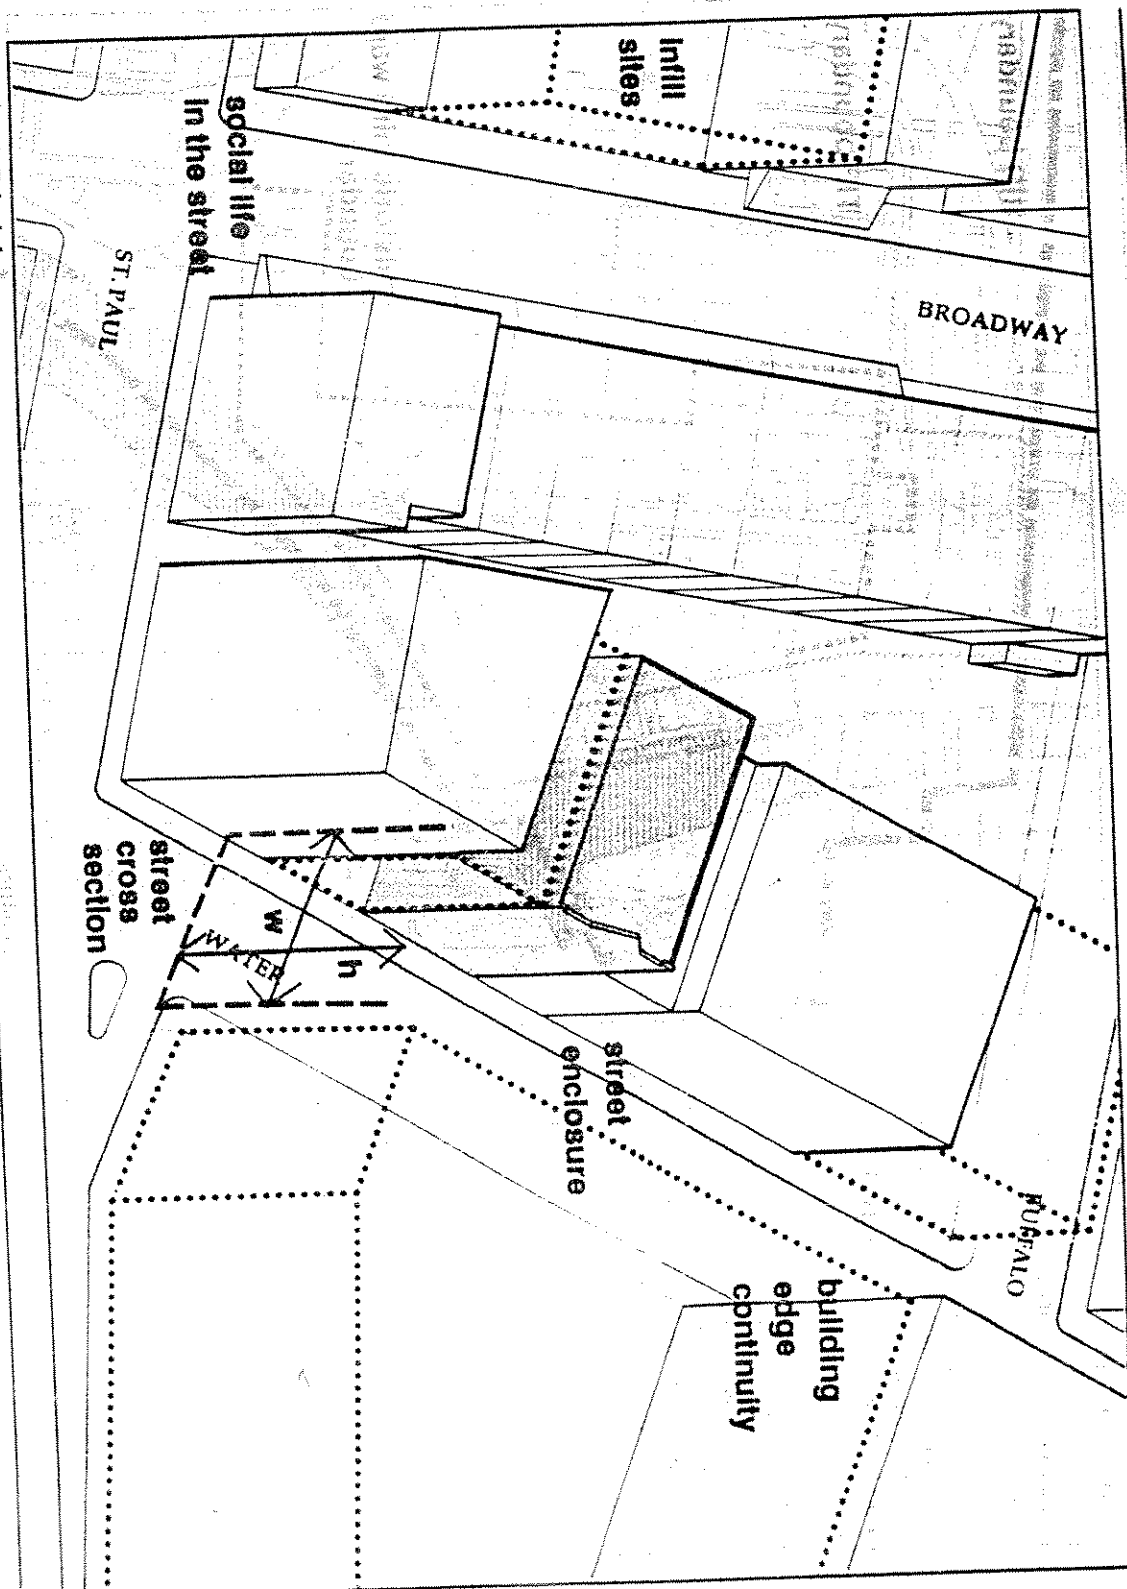 infill
sites
BROADWAY
social life
in the street
ST. PAUL
street
cross
section
w
h
WATER
street
enclosure
building
edge
continuity
BUFFALO